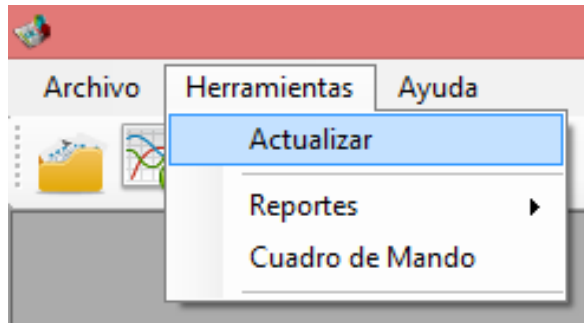 Archivo Herramientas Ayuda
Actualizar
Reportes
Cuadro de Mando